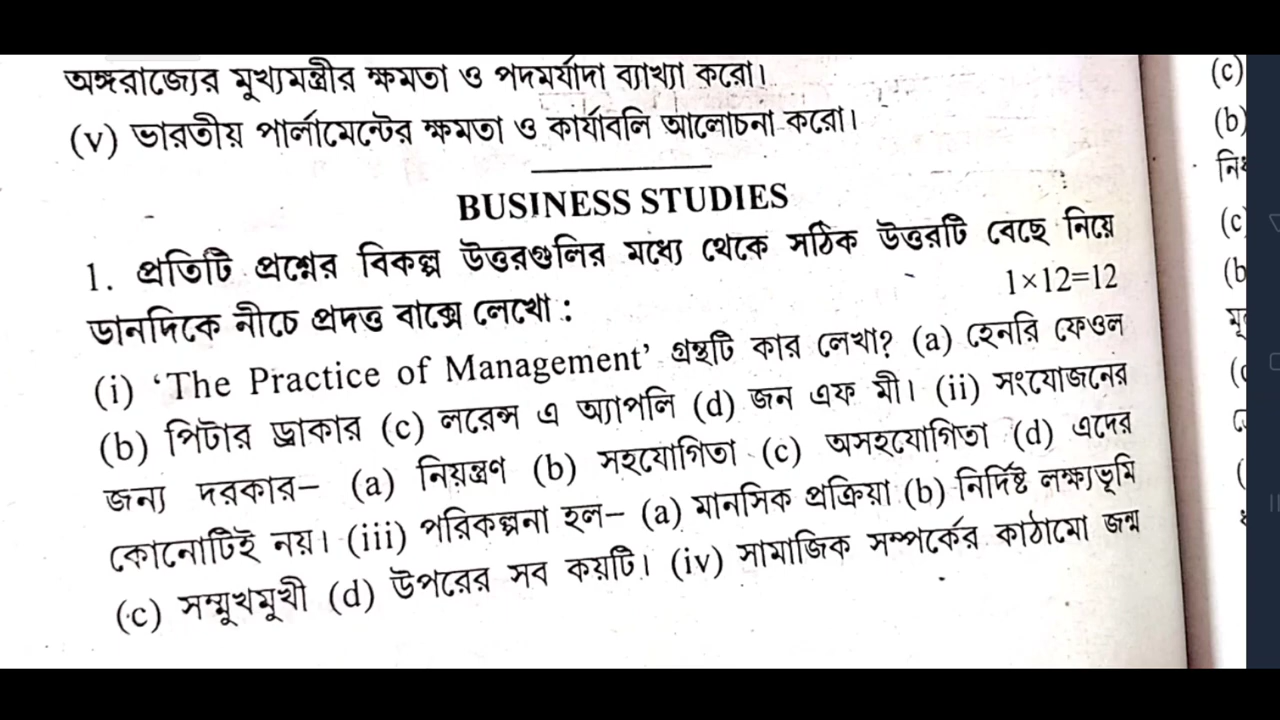 অঙ্গরাজ্যের মুখ্যমন্ত্রীর ক্ষমতা ও পদমর্যাদা ব্যাখ্যা করো।
(v) ভারতীয় পার্লামেন্টের ক্ষমতা ও কার্যাবলি আলোচনা করো।
BUSINESS STUDIES
1. প্রতিটি প্রশ্নের বিকল্প উত্তরগুলির মধ্যে থেকে সঠিক উত্তরটি বেছে নিয়ে
ডানদিকে নীচে প্রদত্ত বাক্সে লেখো : 1×12=12
(i) ‘The Practice of Management’ গ্রন্থটি কার লেখা? (a) হেনরি ফেওল
(b) পিটার ড্রাকার (c) লরেন্স এ অ্যাপলি (d) জন এফ মী। (ii) সংযোজনের
জন্য দরকার– (a) নিয়ন্ত্রণ (b) সহযোগিতা (c) অসহযোগিতা (d) এদের
কোনোটিই নয়। (iii) পরিকল্পনা হল– (a) মানসিক প্রক্রিয়া (b) নির্দিষ্ট লক্ষ্যভূমি
(c) সম্মুখমুখী (d) উপরের সব কয়টি। (iv) সামাজিক সম্পর্কের কাঠামো জন্ম
(c)
(b)
(c)
(b